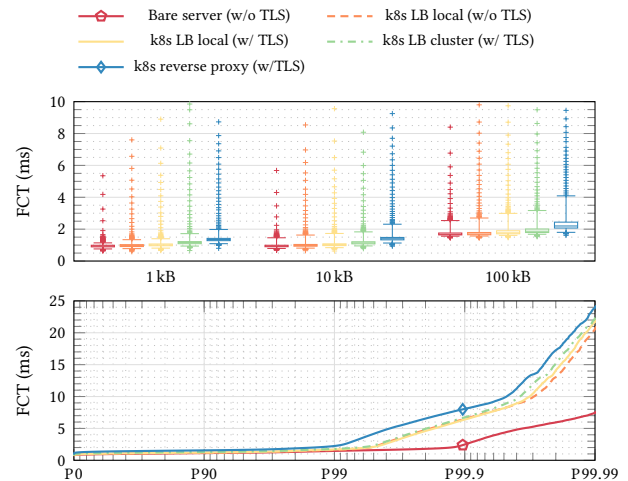 Bare server (w/o TLS) k8s LB local (w/o TLS)
k8s LB local (w/ TLS) k8s LB cluster (w/ TLS)
k8s reverse proxy (w/TLS)
10
8
6
4
2
0
FCT (ms)
1 kB 10 kB 100 kB
25
20
15
10
5
0
FCT (ms)
P0 P90 P99 P99.9 P99.99